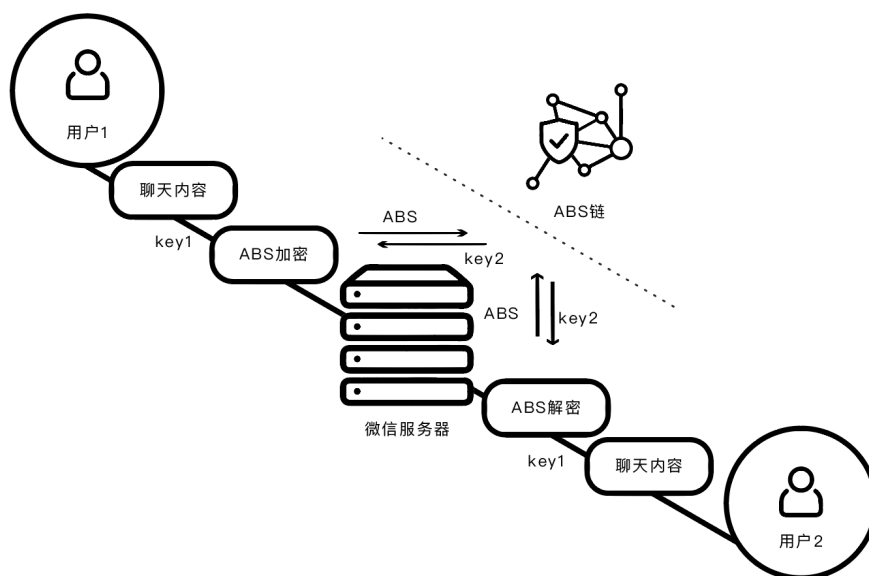 用户1
聊天内容
key1
ABS加密
ABS
key2
ABS链
ABS
key2
微信服务器
ABS解密
key1
聊天内容
用户2